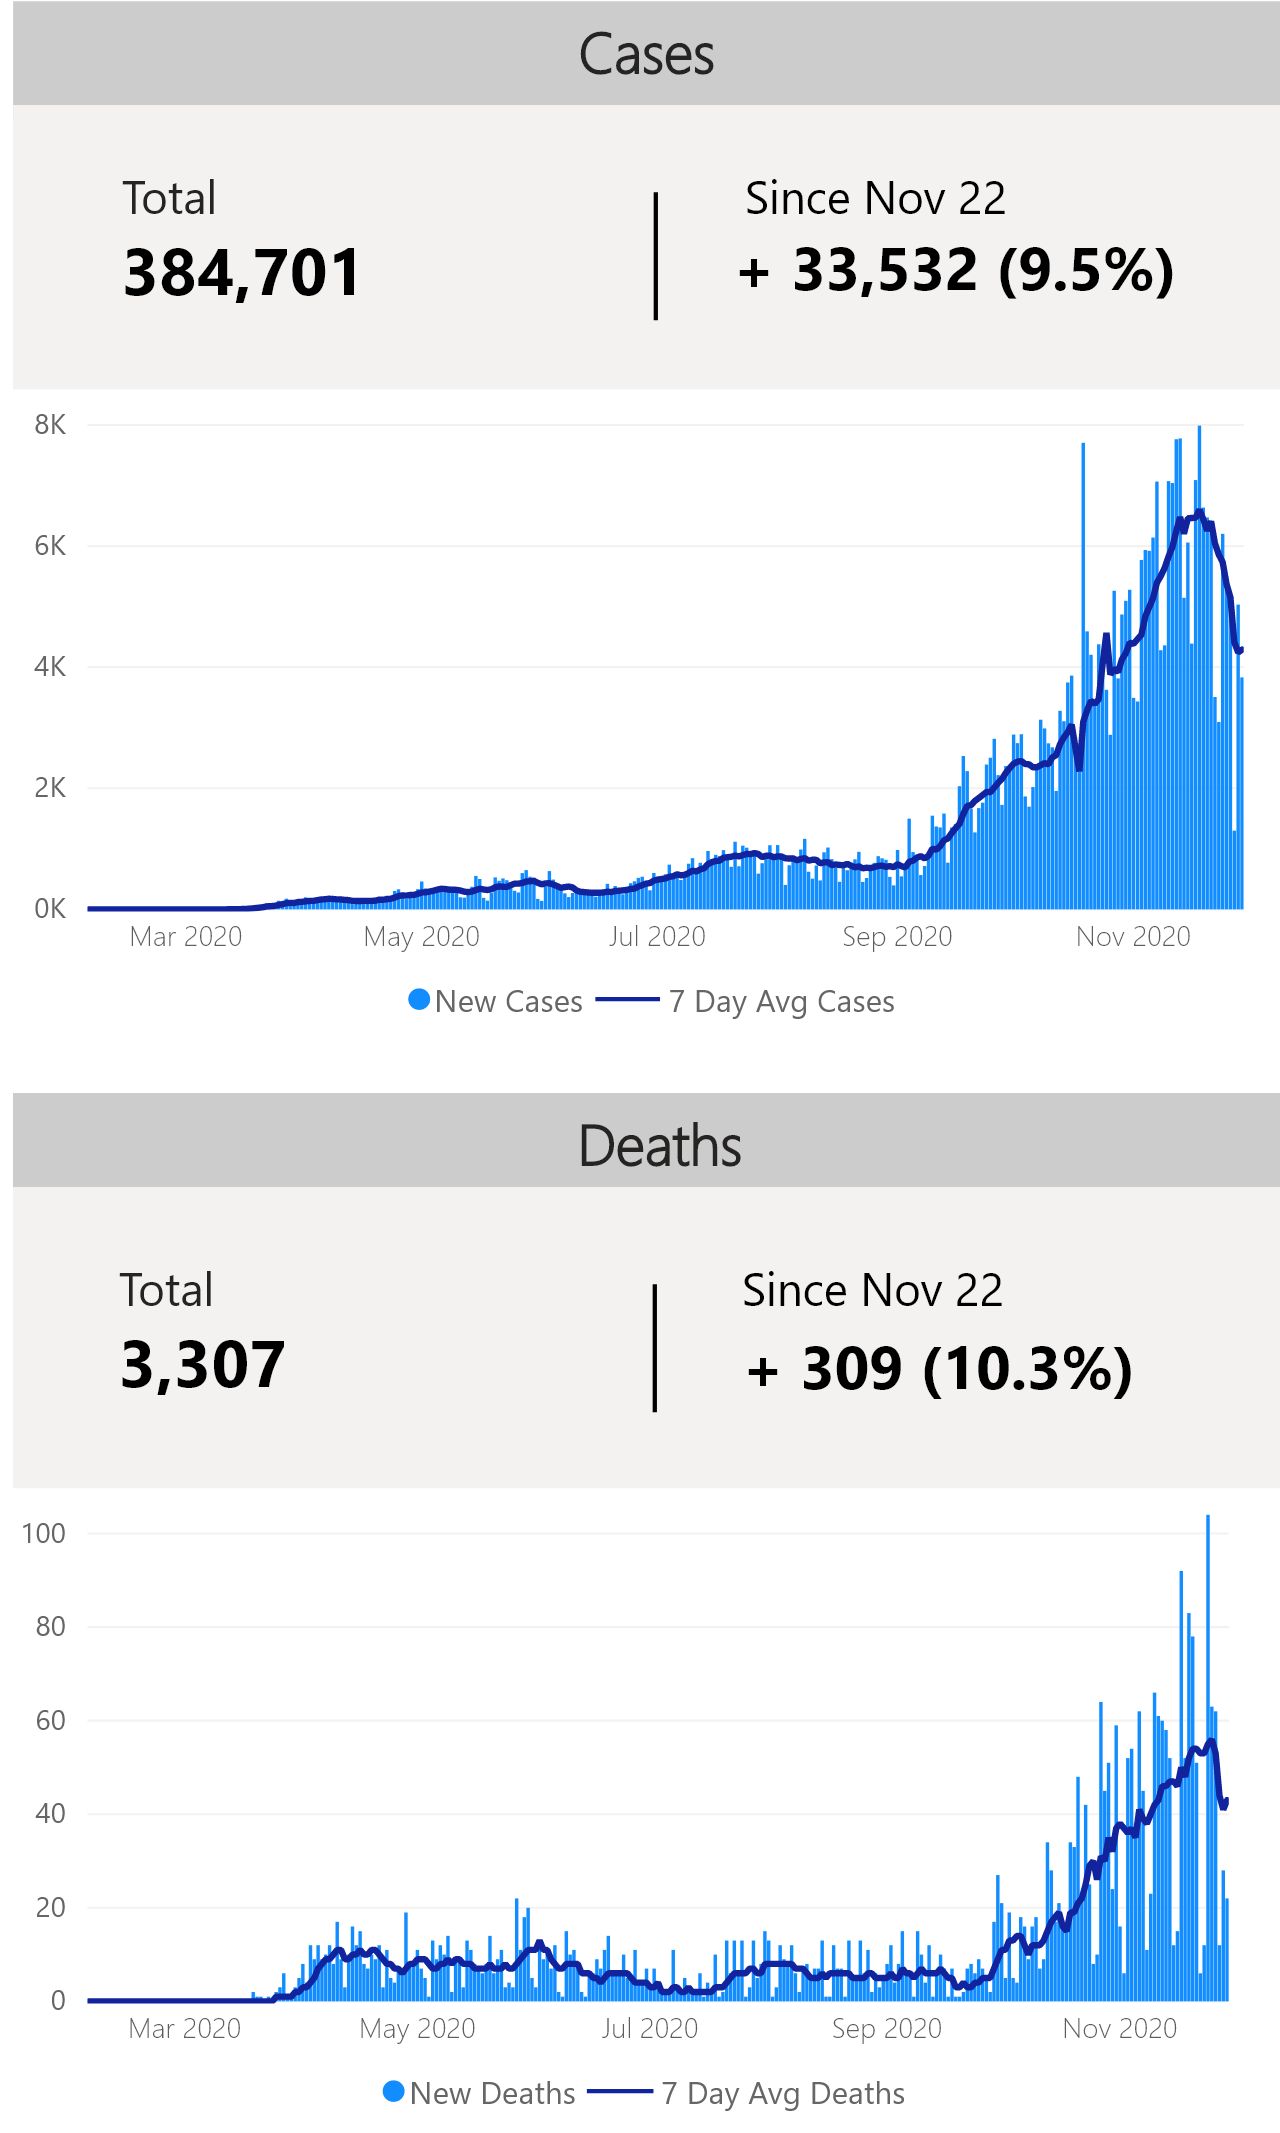 Cases
Total
Since Nov 22
384,701
+ 33,532 (9.5%)
8K
6K
4K
2K
0K
Mar 2020 May 2020 Jul 2020 Sep 2020 Nov 2020
New Cases 7 Day Avg Cases
Deaths
Total
Since Nov 22
3,307
+ 309 (10.3%)
100
80
60
40
20
0
Mar 2020 May 2020 Jul 2020 Sep 2020 Nov 2020
New Deaths 7 Day Avg Deaths